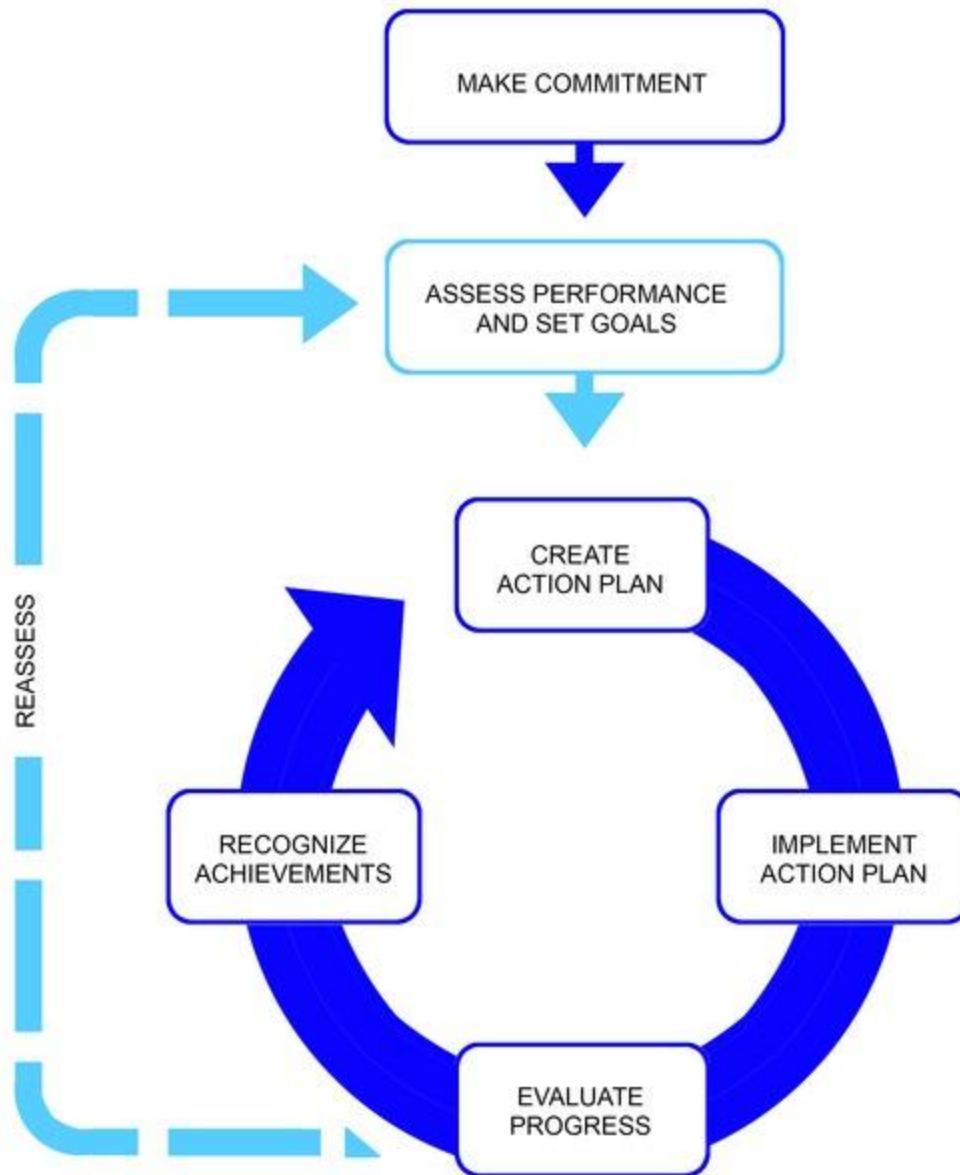 MAKE COMMITMENT
ASSESS PERFORMANCE
AND SET GOALS
CREATE
ACTION PLAN
REASSESS
RECOGNIZE
ACHIEVEMENTS
IMPLEMENT
ACTION PLAN
EVALUATE
PROGRESS